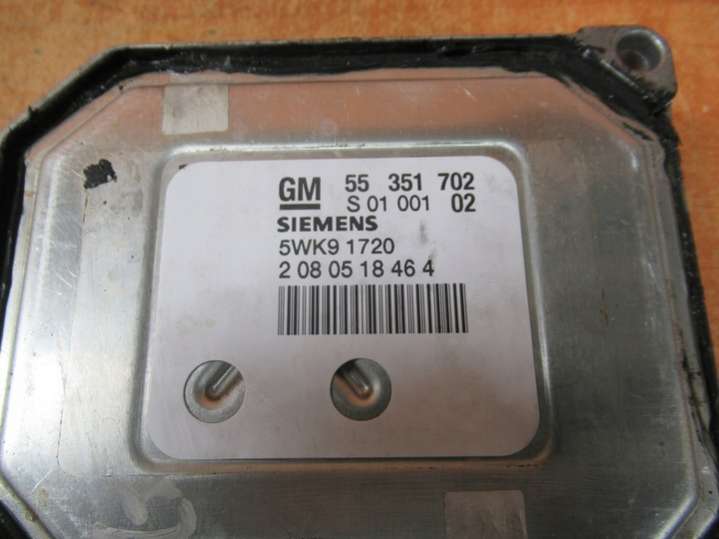 GM 55 351 702
S 01 001 02
SIEMENS
5WK9 1720
2 08 05 18 46 4